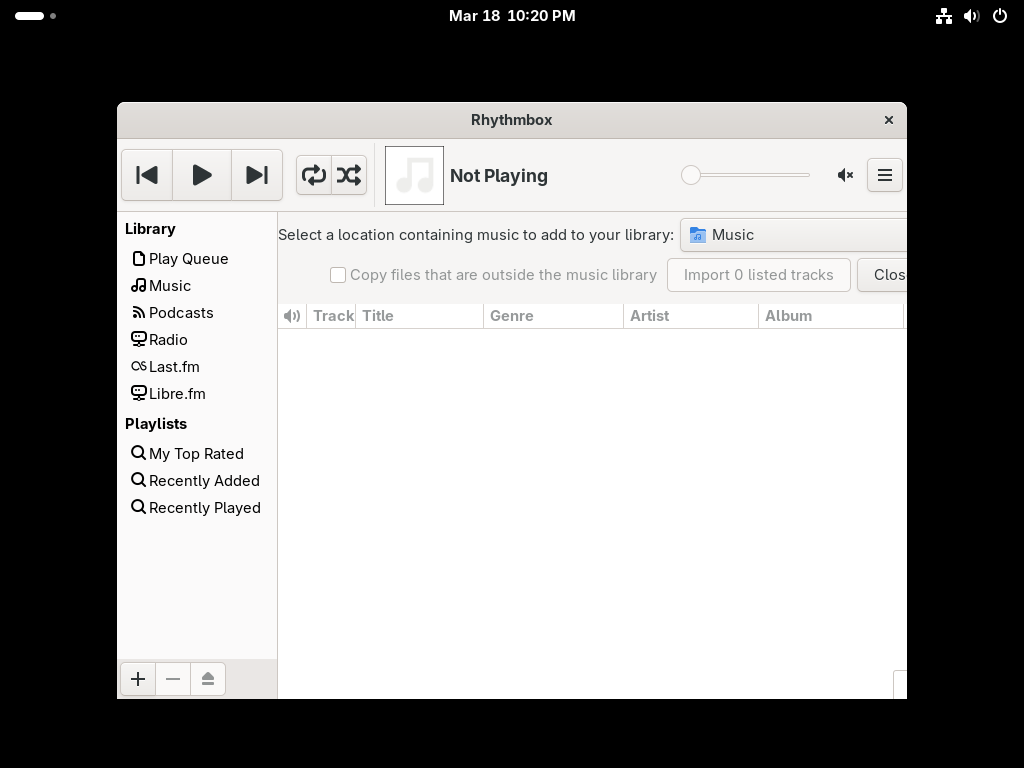 Mar 18 10:20 PM
Rhythmbox
Not Playing
Library
Play Queue
Music
Podcasts
Radio
Last.fm
Libre.fm
Playlists
My Top Rated
Recently Added
Recently Played
Select a location containing music to add to your library: Music
Copy files that are outside the music library Import 0 listed tracks Clos
Track Title Genre Artist Album